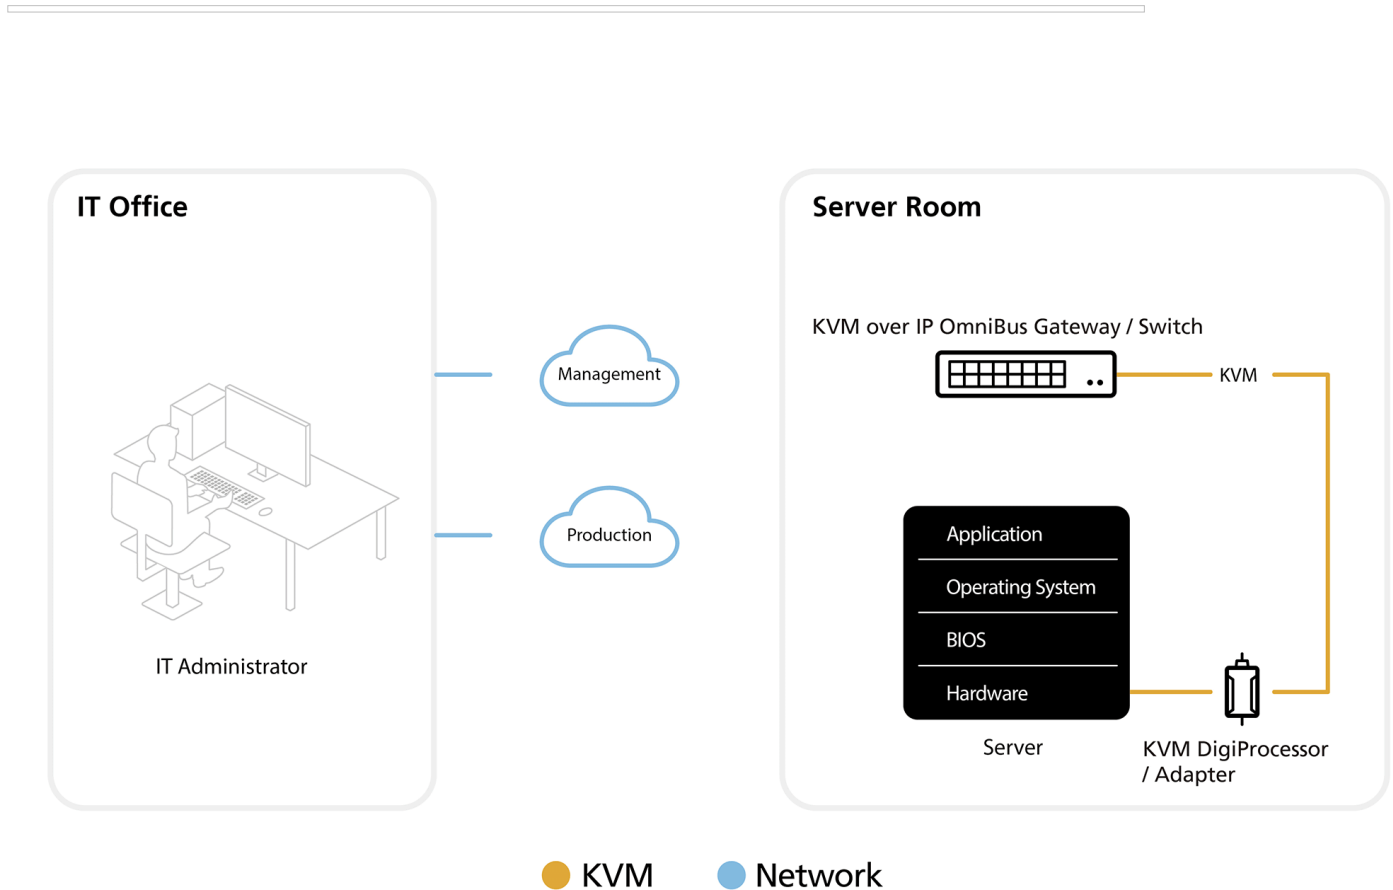 IT Office
IT Administrator
Management
Production
Server Room
KVM over IP OmniBus Gateway / Switch
KVM
Application
Operating System
BIOS
Hardware
Server
KVM DigiProcessor
/ Adapter
KVM
Network